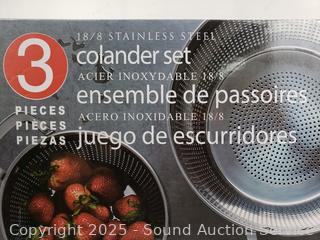 3
PIECES
PIÈCES
PIEZAS
18/8 STAINLESS STEEL
colander set
ACIER INOXYDABLE 18/8
ensemble de passoires
ACERO INOXIDABLE 18/8
juego de escurridores
Copyright 2025 - Sound Auction Service